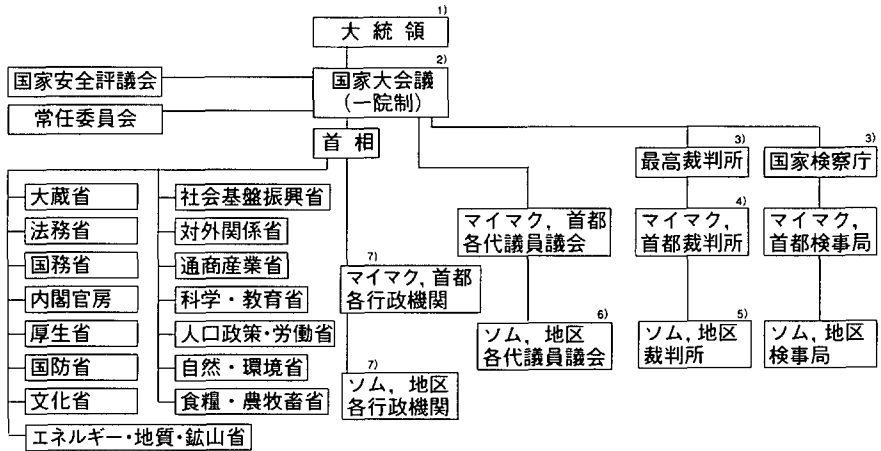 1)
大統領
2)
国家大会議
(一院制)
国家安全評議会
常任委員会
首相
3)
最高裁判所
3)
国家検察庁
大蔵省
法務省
国務省
内閣官房
厚生省
国防省
文化省
エネルギー・地質・鉱山省
社会基盤振興省
対外関係省
通商産業省
科学・教育省
人口政策・労働省
自然・環境省
食糧・農牧畜省
7)
マイマク,首都
各行政機関
7)
ソム,地区
各行政機関
マイマク,首都
各代議員議会
6)
ソム,地区
各代議員議会
4)
マイマク,
首都裁判所
5)
ソム,地区
裁判所
マイマク,
首都検事局
ソム,地区
検事局